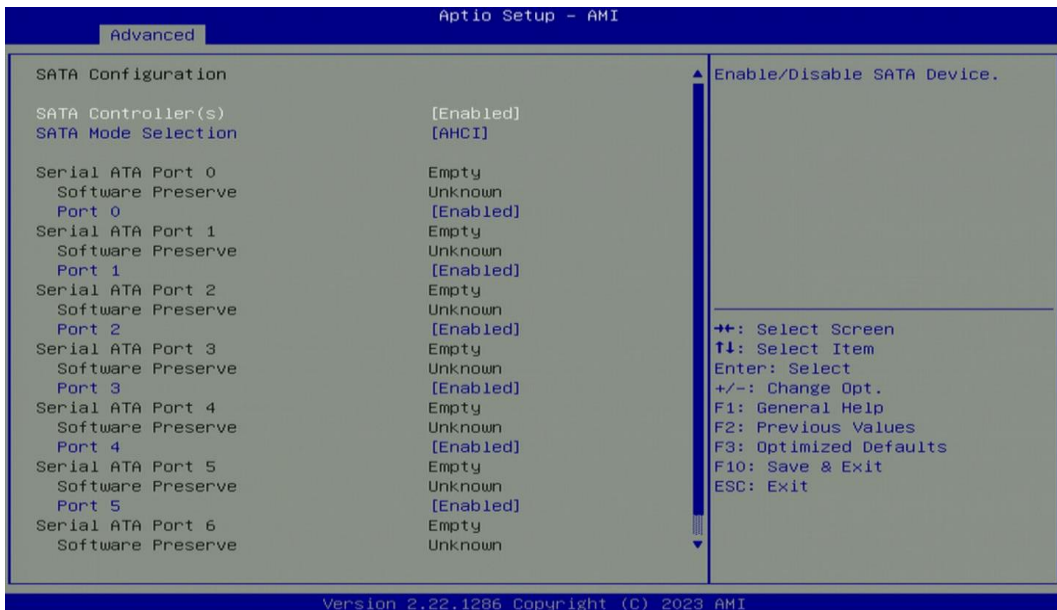 Aptio Setup – AMI
Advanced
SATA Configuration
SATA Controller(s) [Enabled]
SATA Mode Selection [AHCI]
Serial ATA Port 0 Empty
Software Preserve Unknown
Port 0 [Enabled]
Serial ATA Port 1 Empty
Software Preserve Unknown
Port 1 [Enabled]
Serial ATA Port 2 Empty
Software Preserve Unknown
Port 2 [Enabled]
Serial ATA Port 3 Empty
Software Preserve Unknown
Port 3 [Enabled]
Serial ATA Port 4 Empty
Software Preserve Unknown
Port 4 [Enabled]
Serial ATA Port 5 Empty
Software Preserve Unknown
Port 5 [Enabled]
Serial ATA Port 6 Empty
Software Preserve Unknown
Enable/Disable SATA Device.
→←: Select Screen
↑↓: Select Item
Enter: Select
+/-: Change Opt.
F1: General Help
F2: Previous Values
F3: Optimized Defaults
F10: Save & Exit
ESC: Exit
Version 2.22.1286 Copyright (C) 2023 AMI